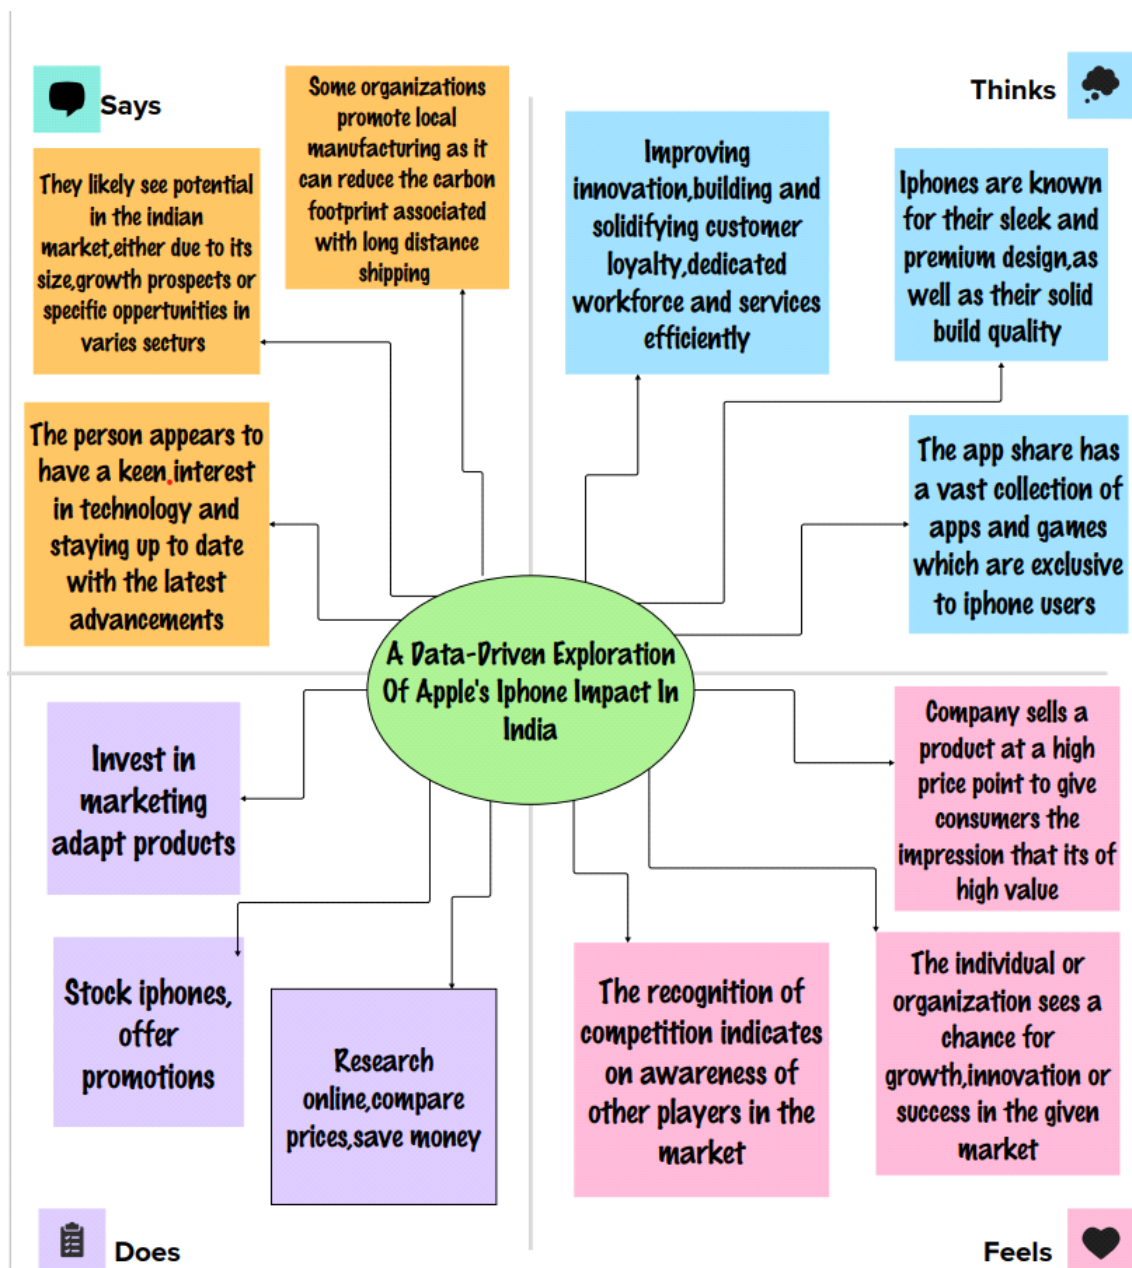 Says
Some organizations
promote local
manufacturing as it
can reduce the carbon
footprint associated
with long distance
shipping
They likely see potential
in the indian
market,either due to its
size,growth prospects or
specific oppertunities in
varies secturs
The person appears to
have a keen.interest
in technology and
staying up to date
with the latest
advancements
Thinks
Improving
innovation,building and
solidifying customer
loyalty,dedicated
workforce and services
efficiently
Iphones are known
for their sleek and
premium design,as
well as their solid
build quality
The app share has
a vast collection of
apps and games
which are exclusive
to iphone users
A Data-Driven Exploration
Of Apple's Iphone Impact In
India
Invest in
marketing
adapt products
Stock iphones,
offer
promotions
Research
online,compare
prices,save money
Does
Company sells a
product at a high
price point to give
consumers the
impression that its of
high value
The recognition of
competition indicates
on awareness of
other players in the
market
The individual or
organization sees a
chance for
growth,innovation or
success in the given
market
Feels